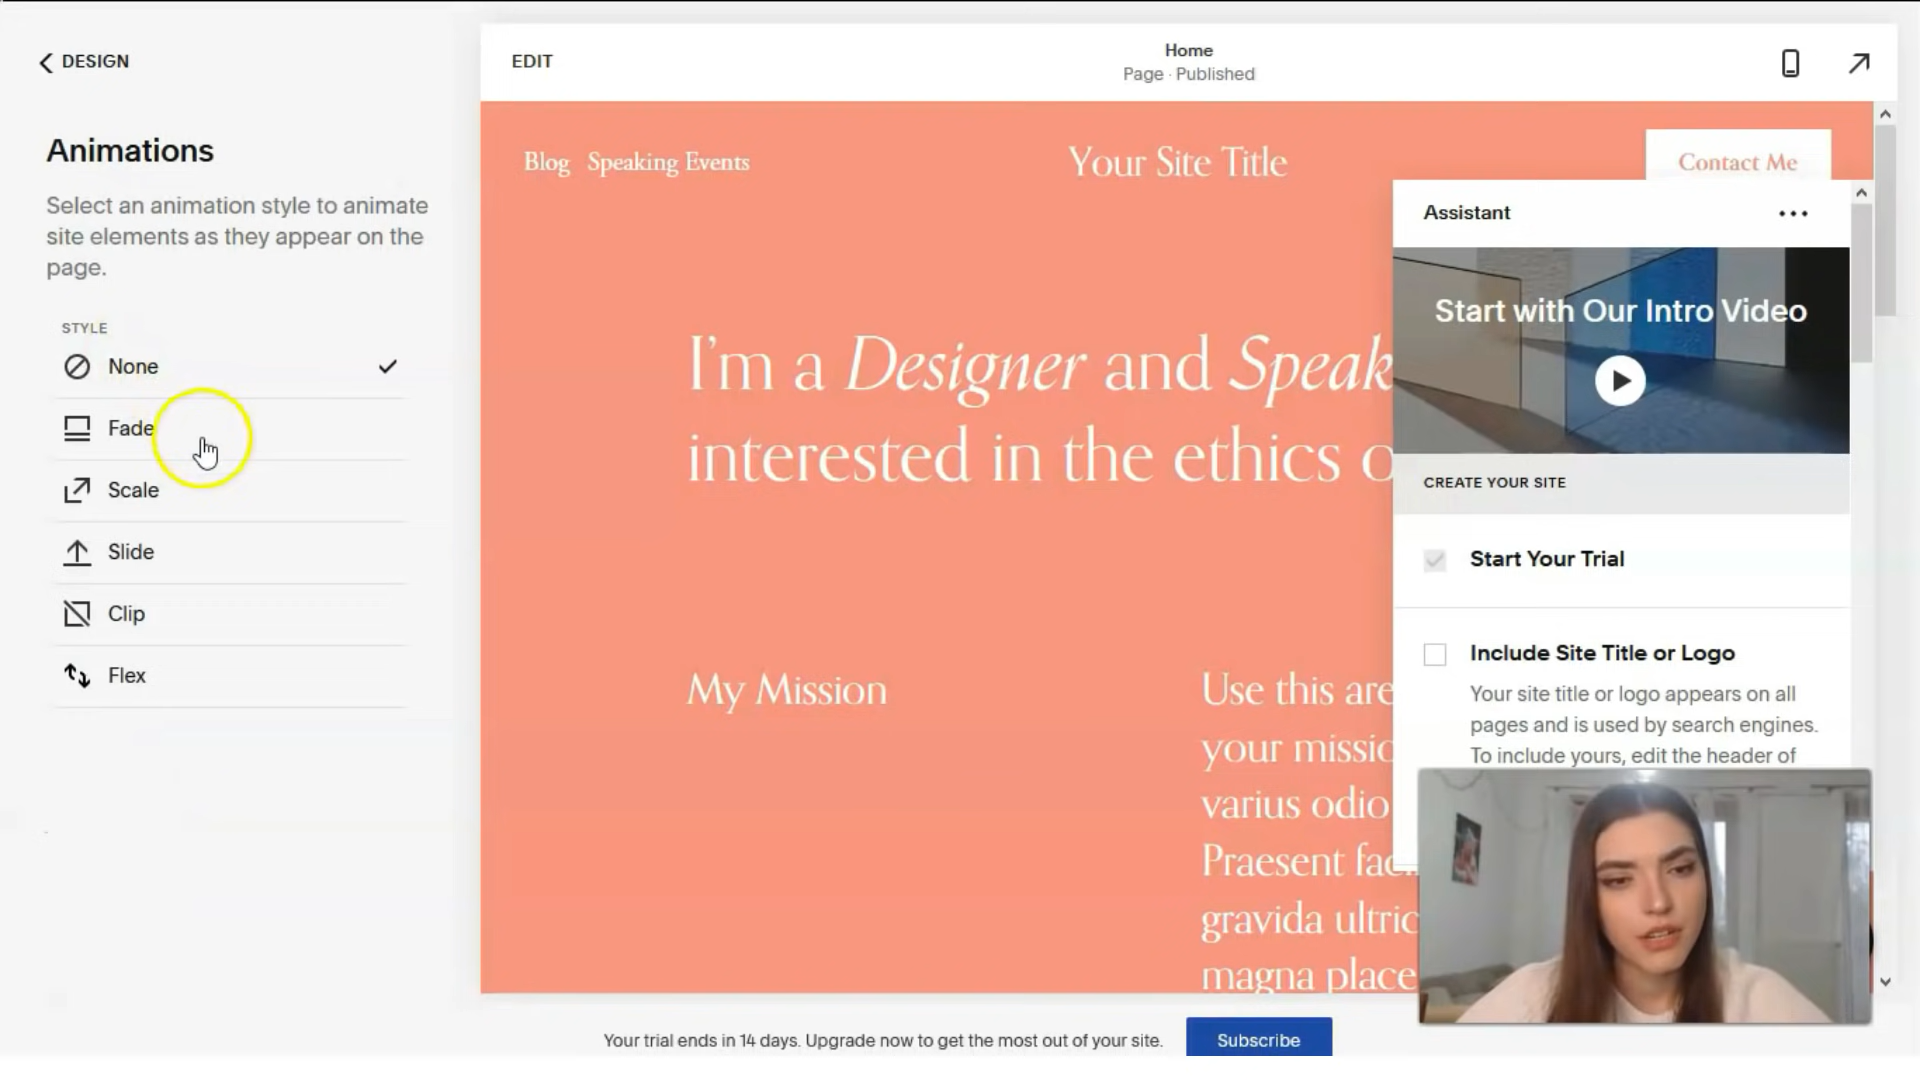 DESIGN
Animations
Select an animation style to animate
site elements as they appear on the
page.
STYLE
None
Fade
Scale
Slide
Clip
Flex
EDIT
Home
Page · Published
Blog Speaking Events
Your Site Title
Contact Me
I'm a Designer and Speak
interested in the ethics o
My Mission
Use this are
your missio
varius odio
Praesent fac
gravida ultric
magna place
Assistant
Start with Our Intro Video
CREATE YOUR SITE
Start Your Trial
Include Site Title or Logo
Your site title or logo appears on all
pages and is used by search engines.
To include yours, edit the header of
Your trial ends in 14 days. Upgrade now to get the most out of your site.
Subscribe